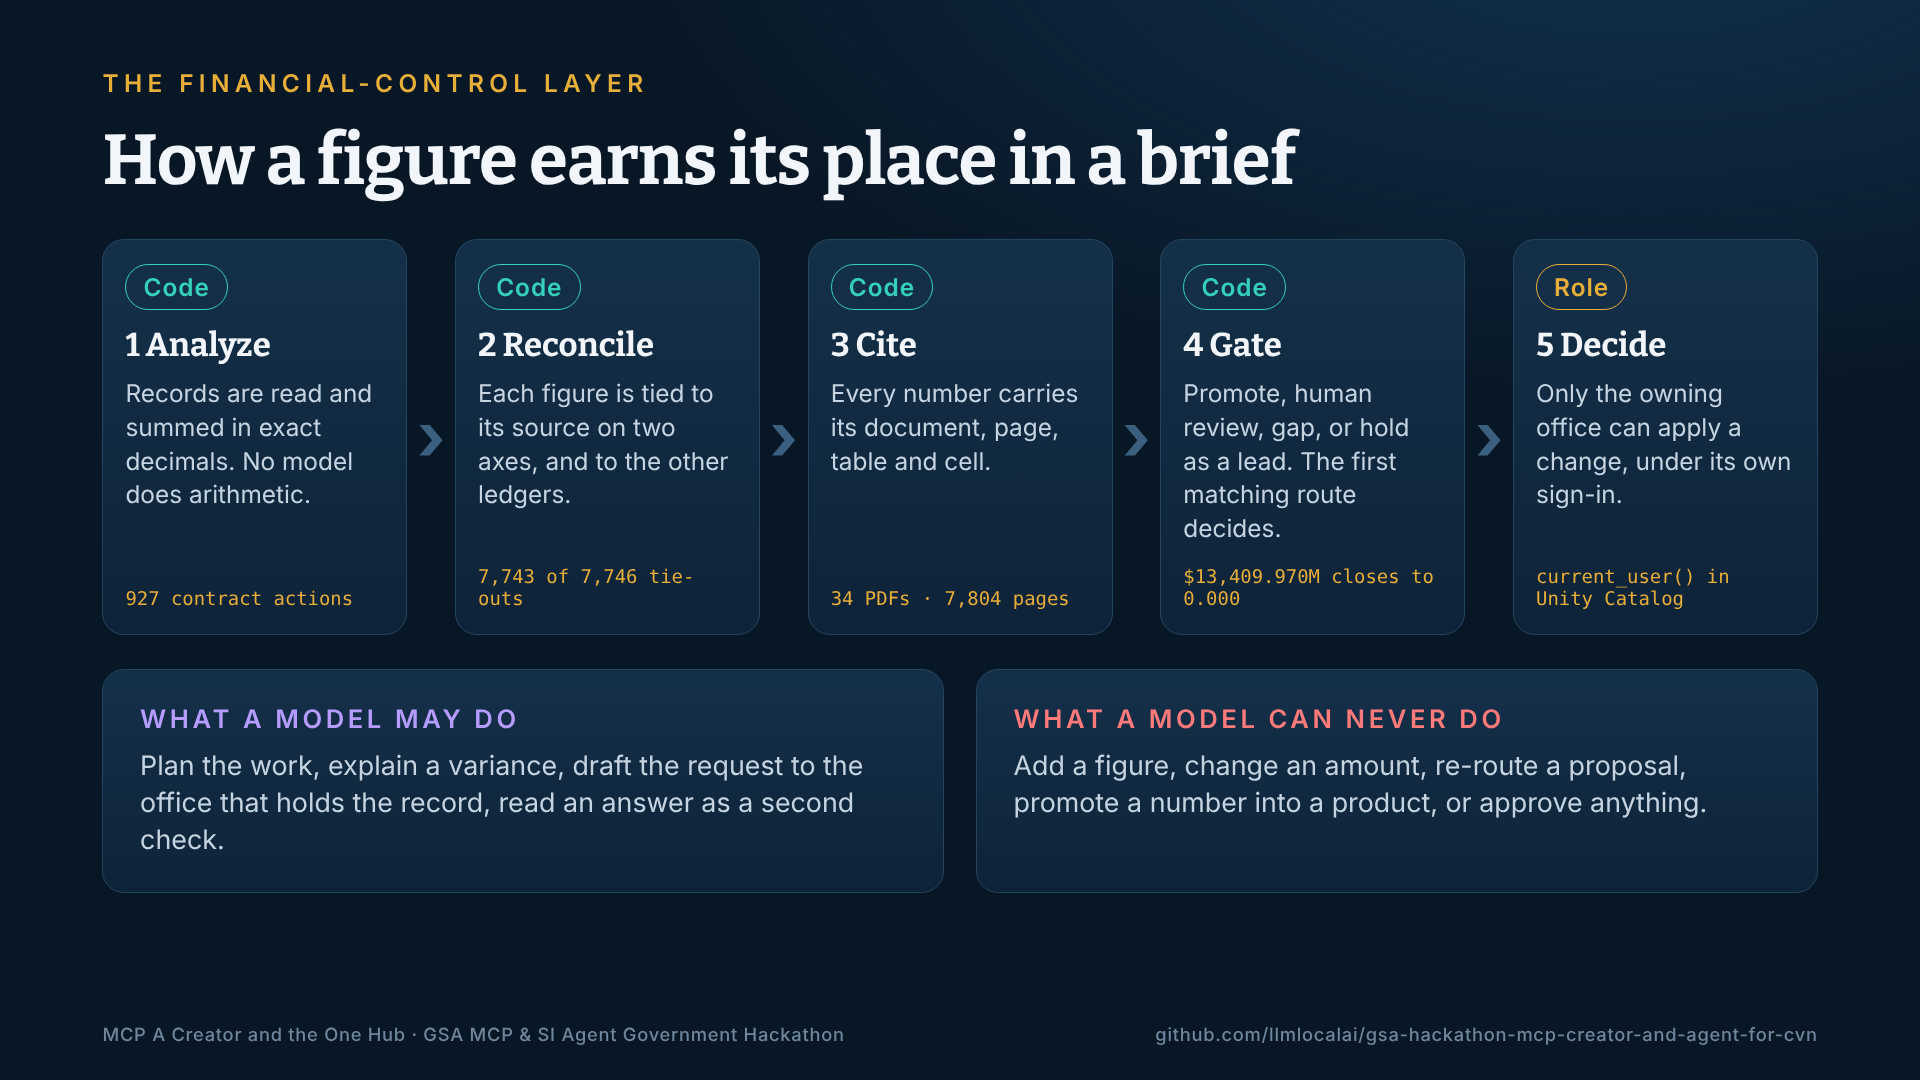 THE FINANCIAL-CONTROL LAYER
How a figure earns its place in a brief
Code
1 Analyze
Records are read and
summed in exact
decimals. No model
does arithmetic.
927 contract actions
Code
2 Reconcile
Each figure is tied to
its source on two
axes, and to the other
ledgers.
7,743 of 7,746 tie-
outs
Code
3 Cite
Every number carries
its document, page,
table and cell.
34 PDFs · 7,804 pages
Code
4 Gate
Promote, human
review, gap, or hold
as a lead. The first
matching route
decides.
$13,409.970M closes to
0.000
Role
5 Decide
Only the owning
office can apply a
change, under its own
sign-in.
current_user() in
Unity Catalog
WHAT A MODEL MAY DO
Plan the work, explain a variance, draft the request to the
office that holds the record, read an answer as a second
check.
WHAT A MODEL CAN NEVER DO
Add a figure, change an amount, re-route a proposal,
promote a number into a product, or approve anything.
MCP A Creator and the One Hub · GSA MCP & SI Agent Government Hackathon
github.com/llmlocalai/gsa-hackathon-mcp-creator-and-agent-for-cvn